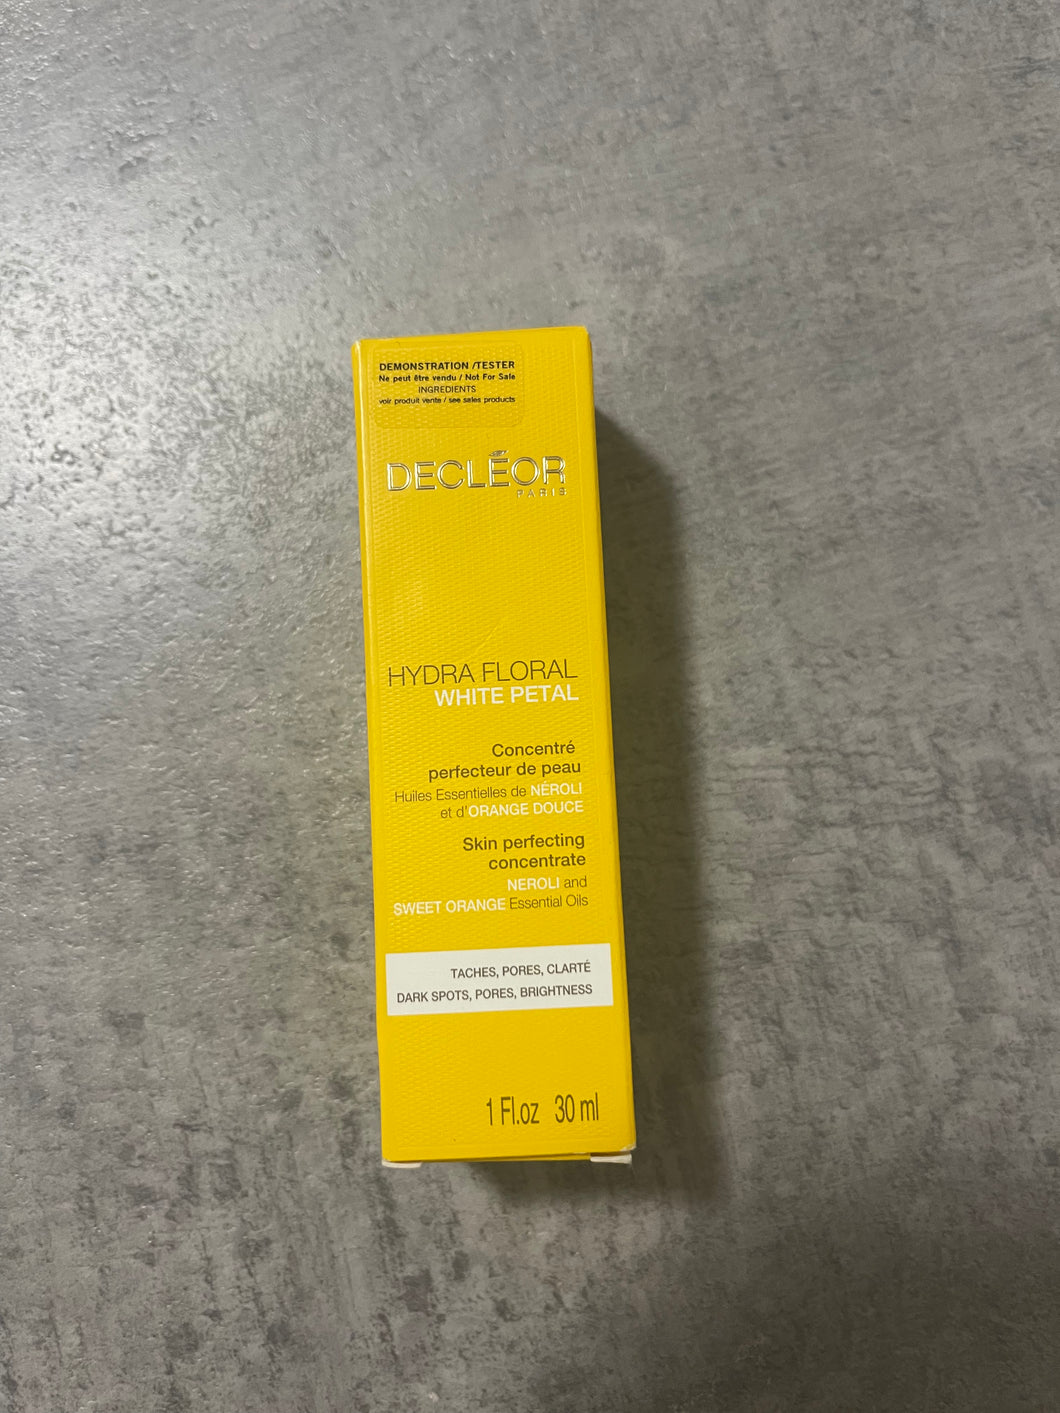 DEMONSTRATION /TESTER
Ne peut être vendu / Not For Sale
INGREDIENTS
voir produit vente / see sales products
DECLÉOR
PARIS
HYDRA FLORAL
WHITE PETAL
Concentré
perfecteur de peau
Huiles Essentielles de NÉROLI
et d'ORANGE DOUCE
Skin perfecting
concentrate
NEROLI and
SWEET ORANGE Essential Oils
TACHES, PORES, CLARTÉ
DARK SPOTS, PORES, BRIGHTNESS
1 Fl.oz 30 ml